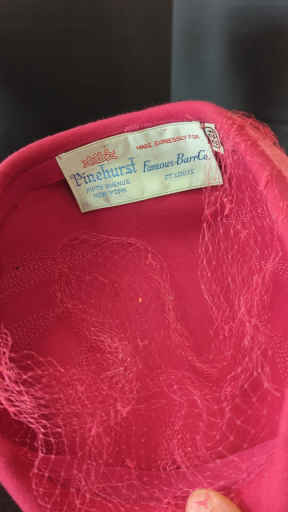 MADE EXPRESSLY FOR
Pinehurst
Famous-Barr Co.
FIFTH AVENUE
NEW YORK
ST. LOUIS